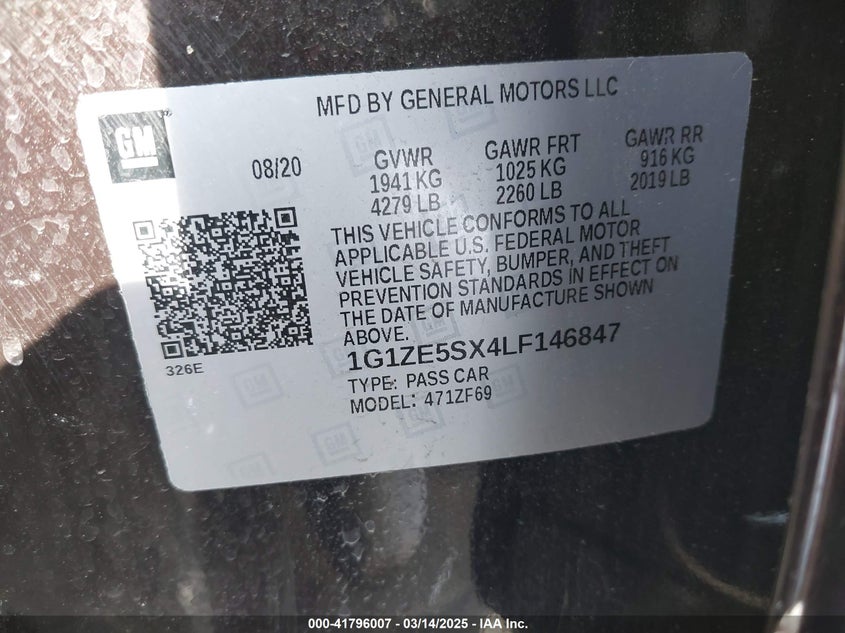 MFD BY GENERAL MOTORS LLC
GM
08/20
GVWR
1941 KG
4279 LB
GAWR FRT
1025 KG
2260 LB
GAWR RR
916 KG
2019 LB
THIS VEHICLE CONFORMS TO ALL
APPLICABLE U.S. FEDERAL MOTOR
VEHICLE SAFETY, BUMPER, AND THEFT
PREVENTION STANDARDS IN EFFECT ON
THE DATE OF MANUFACTURE SHOWN
ABOVE.
326E
1G1ZE5SX4LF146847
TYPE: PASS CAR
MODEL: 471ZF69
000-41796007 - 03/14/2025 - IAA Inc.